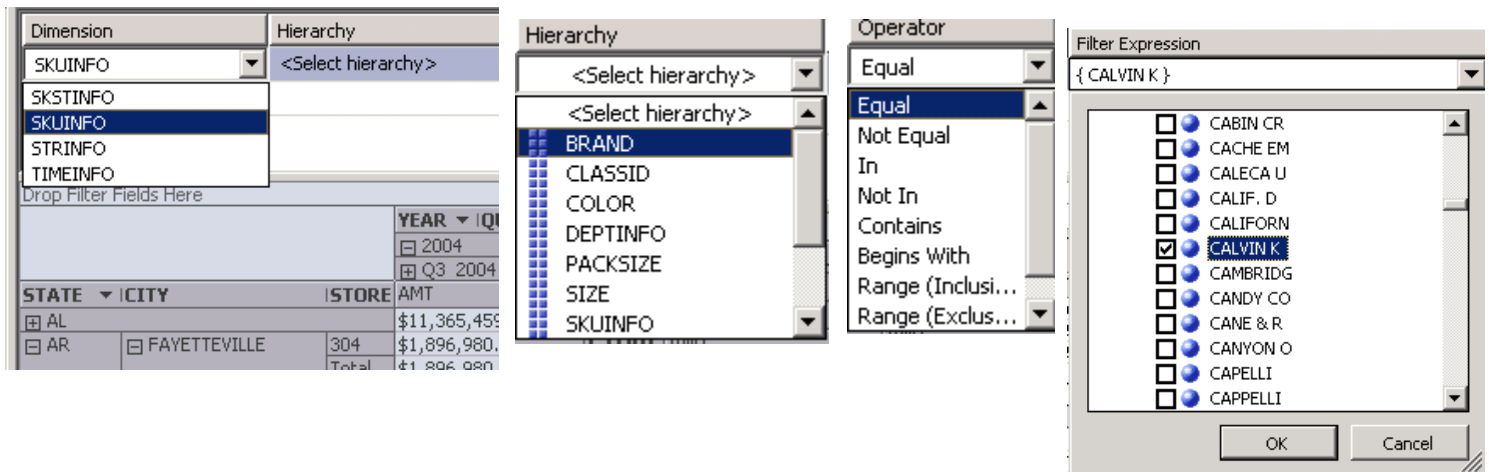 Dimension Hierarchy
SKUINFO <Select hierarchy>
SKSTINFO
SKUINFO
STRINFO
TIMEINFO
Drop Filter Fields Here
YEAR
2004
Q3 2004
STATE CITY STORE AMT
AL $11,365,459
AR FAYETTEVILLE 304 $1,896,980.
Total $1,896,980
Hierarchy
<Select hierarchy>
<Select hierarchy>
BRAND
CLASSID
COLOR
DEPTINFO
PACKSIZE
SIZE
SKUINFO
Operator
Equal
Equal
Not Equal
In
Not In
Contains
Begins With
Range (Inclusi...
Range (Exclus...
Filter Expression
{ CALVIN K }
CABIN CR
CACHE EM
CALECA U
CALIF. D
CALIFORN
CALVIN K
CAMBRIDG
CANDY CO
CANE & R
CANYON O
CAPELLI
CAPPELLI
OK Cancel